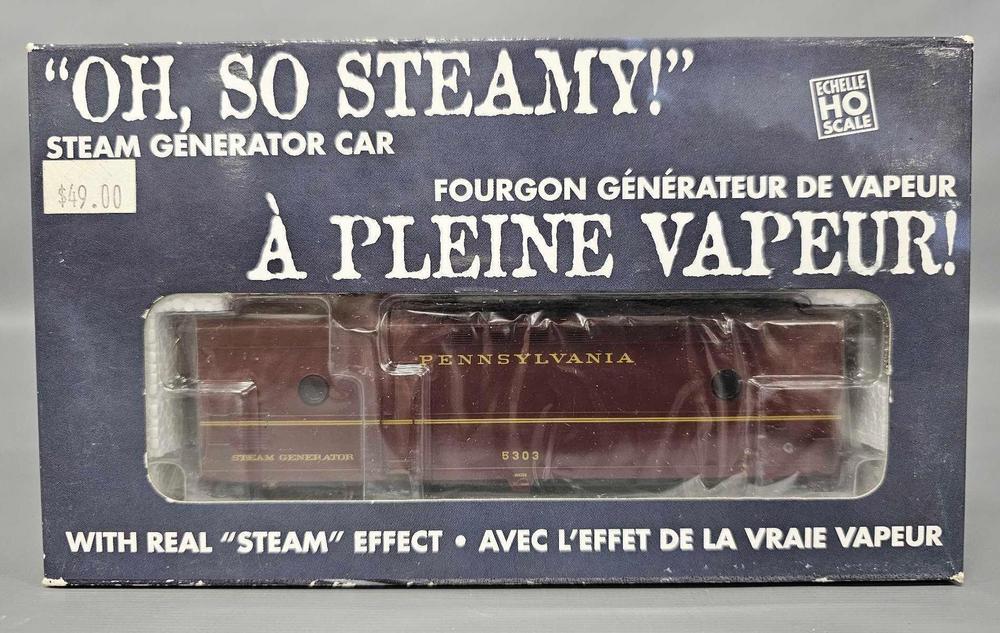 “OH, SO STEAMY!”
STEAM GENERATOR CAR
ECHELLE
HO
SCALE
$49.00
FOURGON GÉNÉRATEUR DE VAPEUR
À PLEINE VAPEUR!
PENNSYLVANIA
STEAM GENERATOR
5303
WITH REAL “STEAM” EFFECT • AVEC L’EFFET DE LA VRAIE VAPEUR